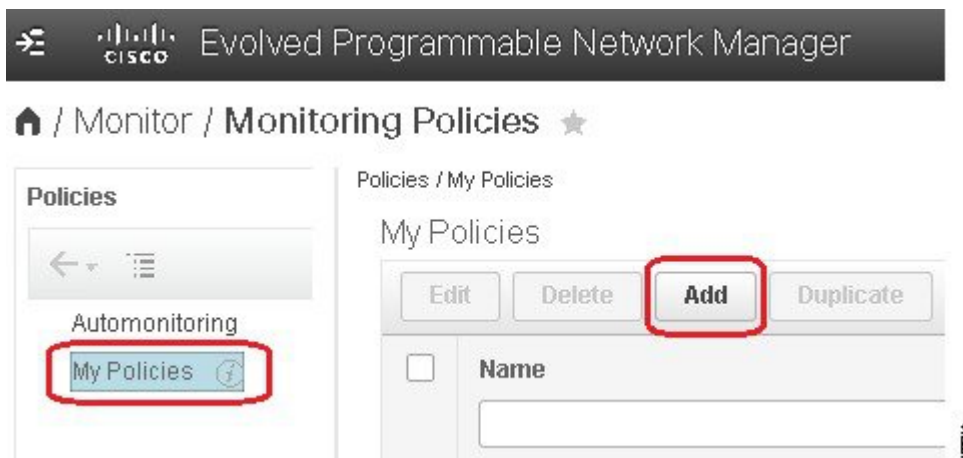 CISCO Evolved Programmable Network Manager
/ Monitor / Monitoring Policies
Policies
Policies / My Policies
My Policies
Edit Delete Add Duplicate
Automonitoring
My Policies
Name